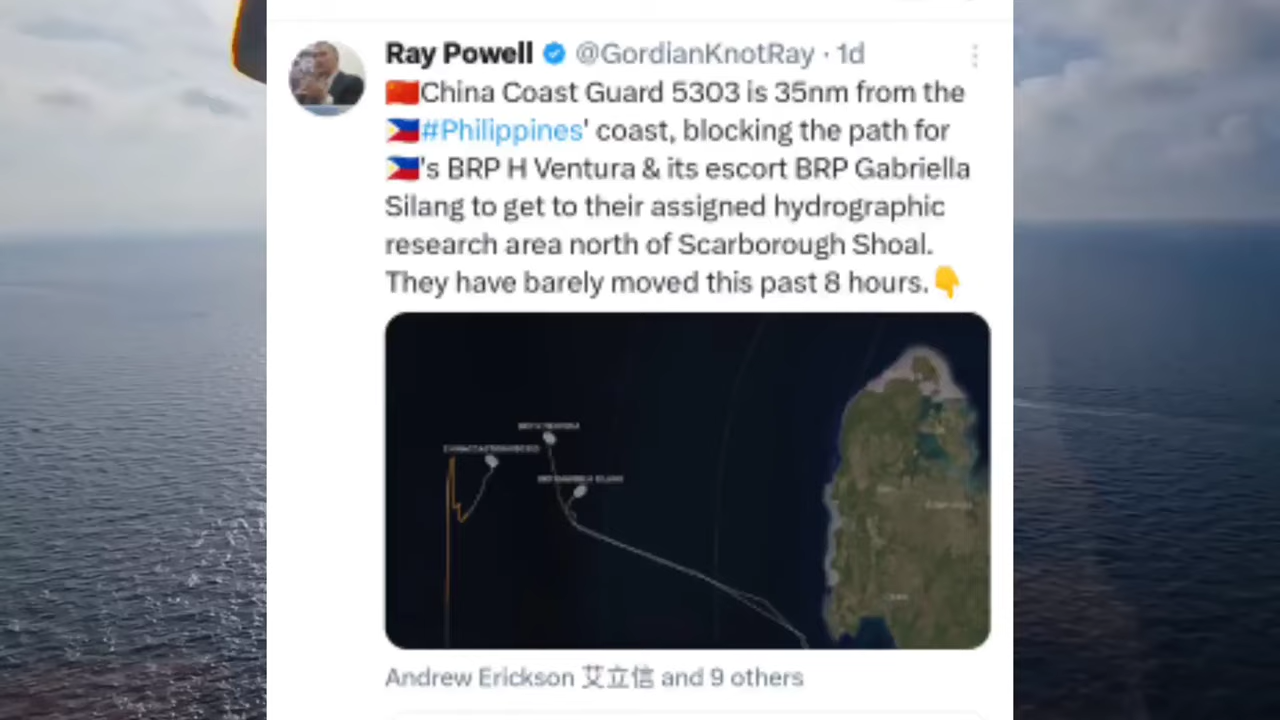 Ray Powell @GordianKnotRay · 1d
🇨🇳China Coast Guard 5303 is 35nm from the
🇵🇭#Philippines' coast, blocking the path for
🇵🇭's BRP H Ventura & its escort BRP Gabriella
Silang to get to their assigned hydrographic
research area north of Scarborough Shoal.
They have barely moved this past 8 hours.👇
Andrew Erickson 艾立信 and 9 others